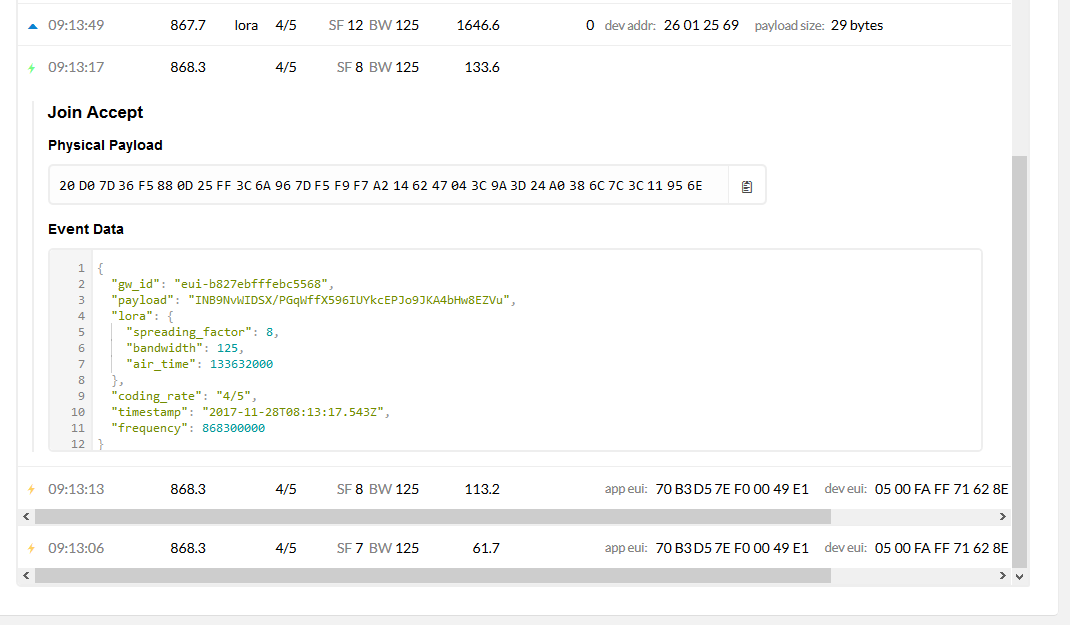 09:13:49 867.7 lora 4/5 SF 12 BW 125 1646.6 0 dev addr: 26 01 25 69 payload size: 29 bytes
09:13:17 868.3 4/5 SF 8 BW 125 133.6
Join Accept
Physical Payload
20 D0 7D 36 F5 88 0D 25 FF 3C 6A 96 7D F5 F9 F7 A2 14 62 47 04 3C 9A 3D 24 A0 38 6C 7C 3C 11 95 6E
Event Data
1 {
2 "gw_id": "eui-b827ebfffebc5568",
3 "payload": "INB9NvWIDSX/PGqWffX596IUYkcEPJo9JKA4bHw8EZVu",
4 "lora": {
5 "spreading_factor": 8,
6 "bandwidth": 125,
7 "air_time": 133632000
8 },
9 "coding_rate": "4/5",
10 "timestamp": "2017-11-28T08:13:17.543Z",
11 "frequency": 868300000
12 }
09:13:13 868.3 4/5 SF 8 BW 125 113.2 app eui: 70 B3 D5 7E F0 00 49 E1 dev eui: 05 00 FA FF 71 62 8E
09:13:06 868.3 4/5 SF 7 BW 125 61.7 app eui: 70 B3 D5 7E F0 00 49 E1 dev eui: 05 00 FA FF 71 62 8E